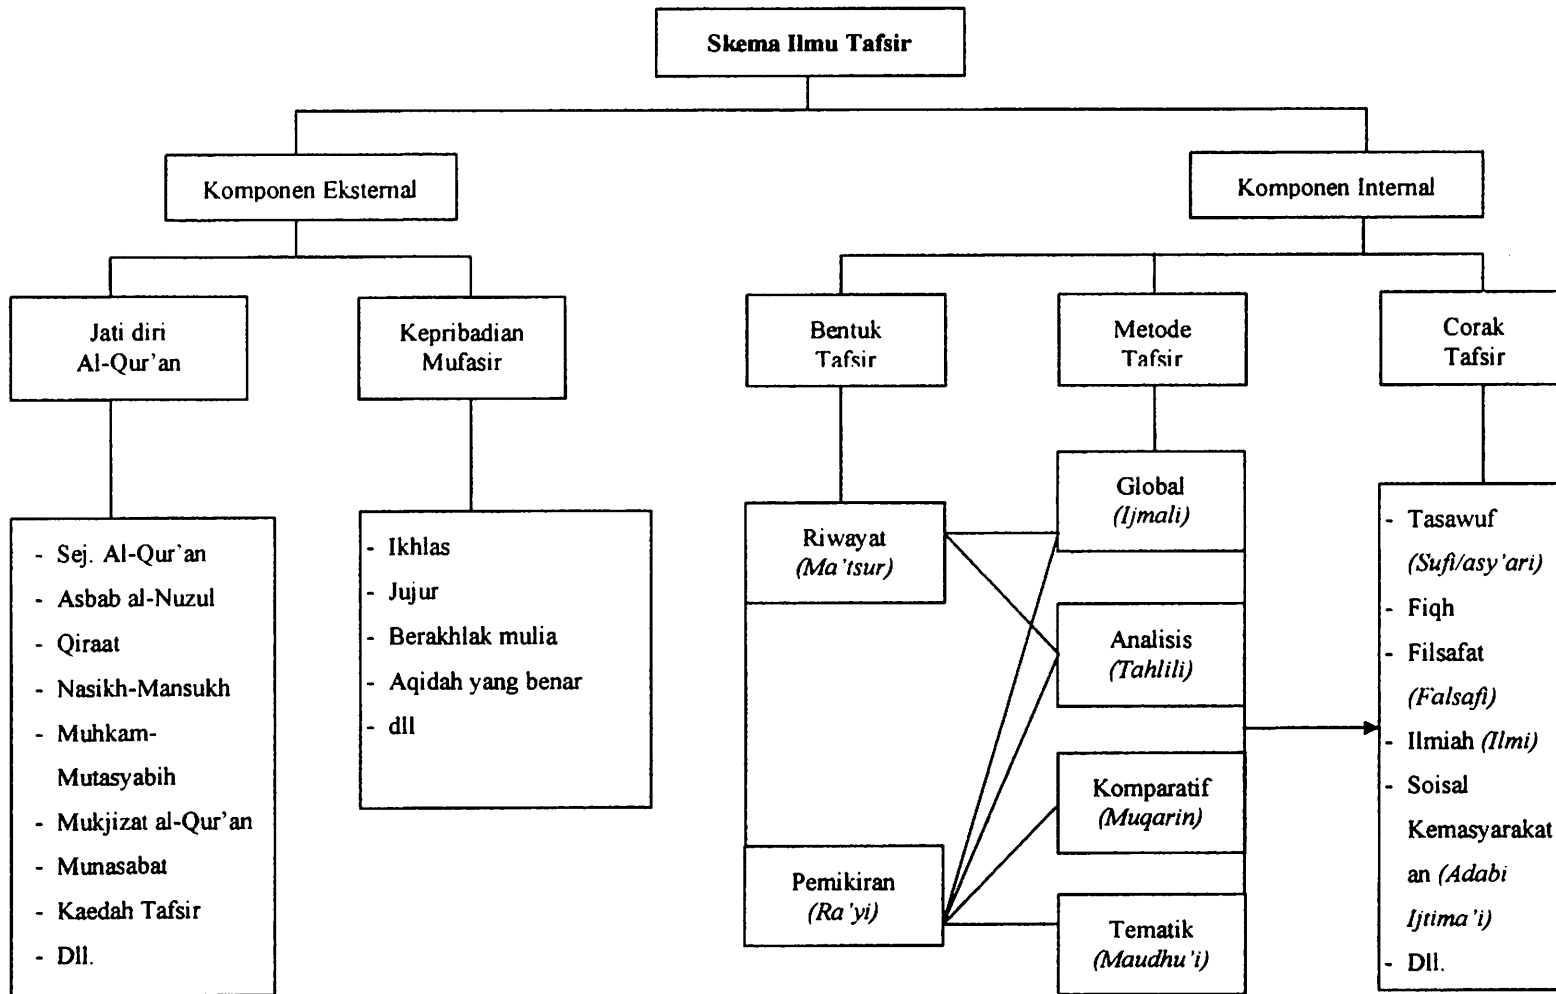 Skema Ilmu Tafsir
Komponen Eksternal
Komponen Internal
Jati diri
Al-Qur'an
Kepribadian
Mufasir
Bentuk
Tafsir
Metode
Tafsir
Corak
Tafsir
- Sej. Al-Qur'an
- Asbab al-Nuzul
- Qiraat
- Nasikh-Mansukh
- Muhkam-
Mutasyabih
- Mukjizat al-Qur'an
- Munasabat
- Kaedah Tafsir
- Dll.
- Ikhlas
- Jujur
- Berakhlak mulia
- Aqidah yang benar
- dll
Riwayat
(Ma'tsur)
Pemikiran
(Ra'yi)
Global
(Ijmali)
Analisis
(Tahlili)
Komparatif
(Muqarin)
Tematik
(Maudhu'i)
- Tasawuf
(Sufi/asy'ari)
- Fiqh
- Filsafat
(Falsafi)
- Ilmiah (Ilmi)
- Soisal
Kemasyarakat
an (Adabi
Ijtima'i)
- Dll.